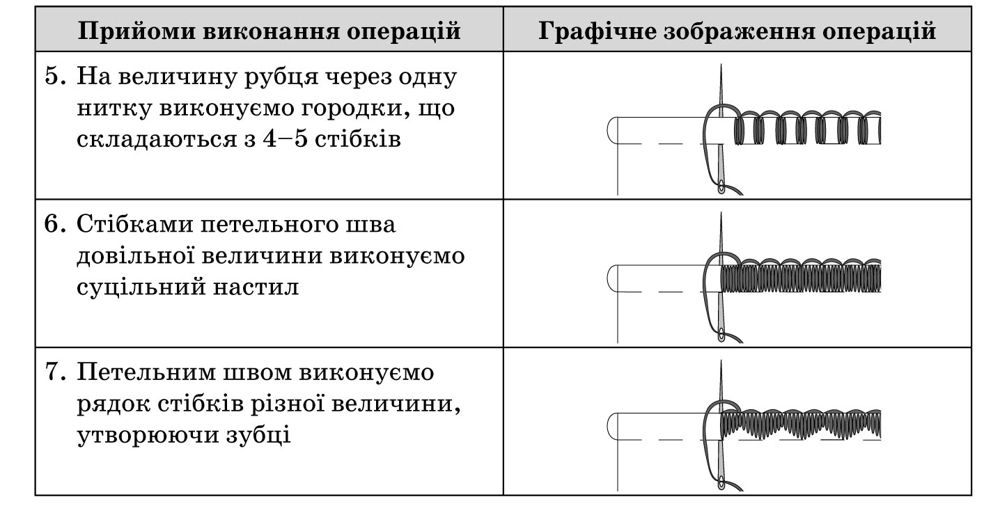 Прийоми виконання операцій
Графічне зображення операцій
5. На величину рубця через одну
нитку виконуємо городки, що
складаються з 4–5 стібків
6. Стібками петельного шва
довільної величини виконуємо
суцільний настил
7. Петельним швом виконуємо
рядок стібків різної величини,
утворюючи зубці